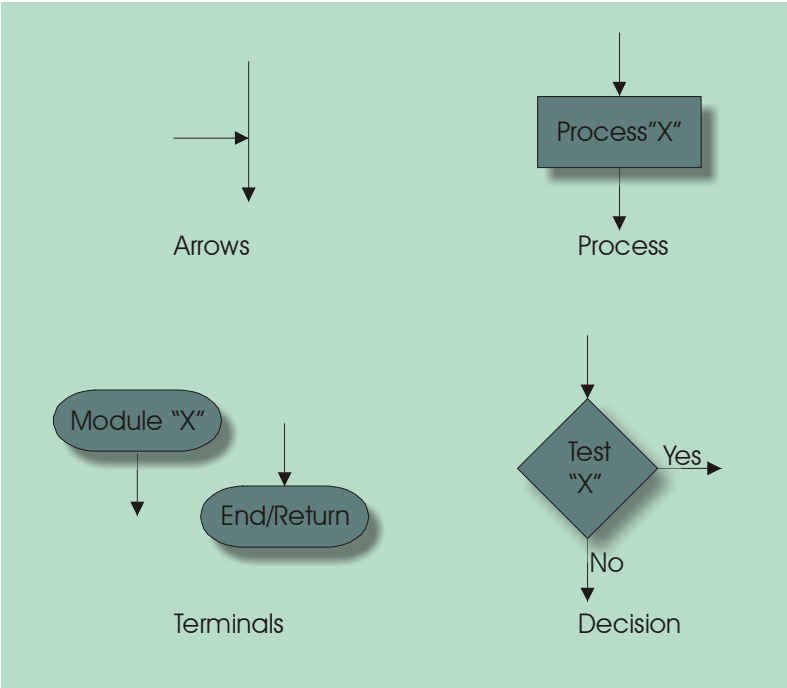 Process“X”
Arrows
Process
Module “X”
End/Return
Terminals
Test
“X”
Yes
No
Decision